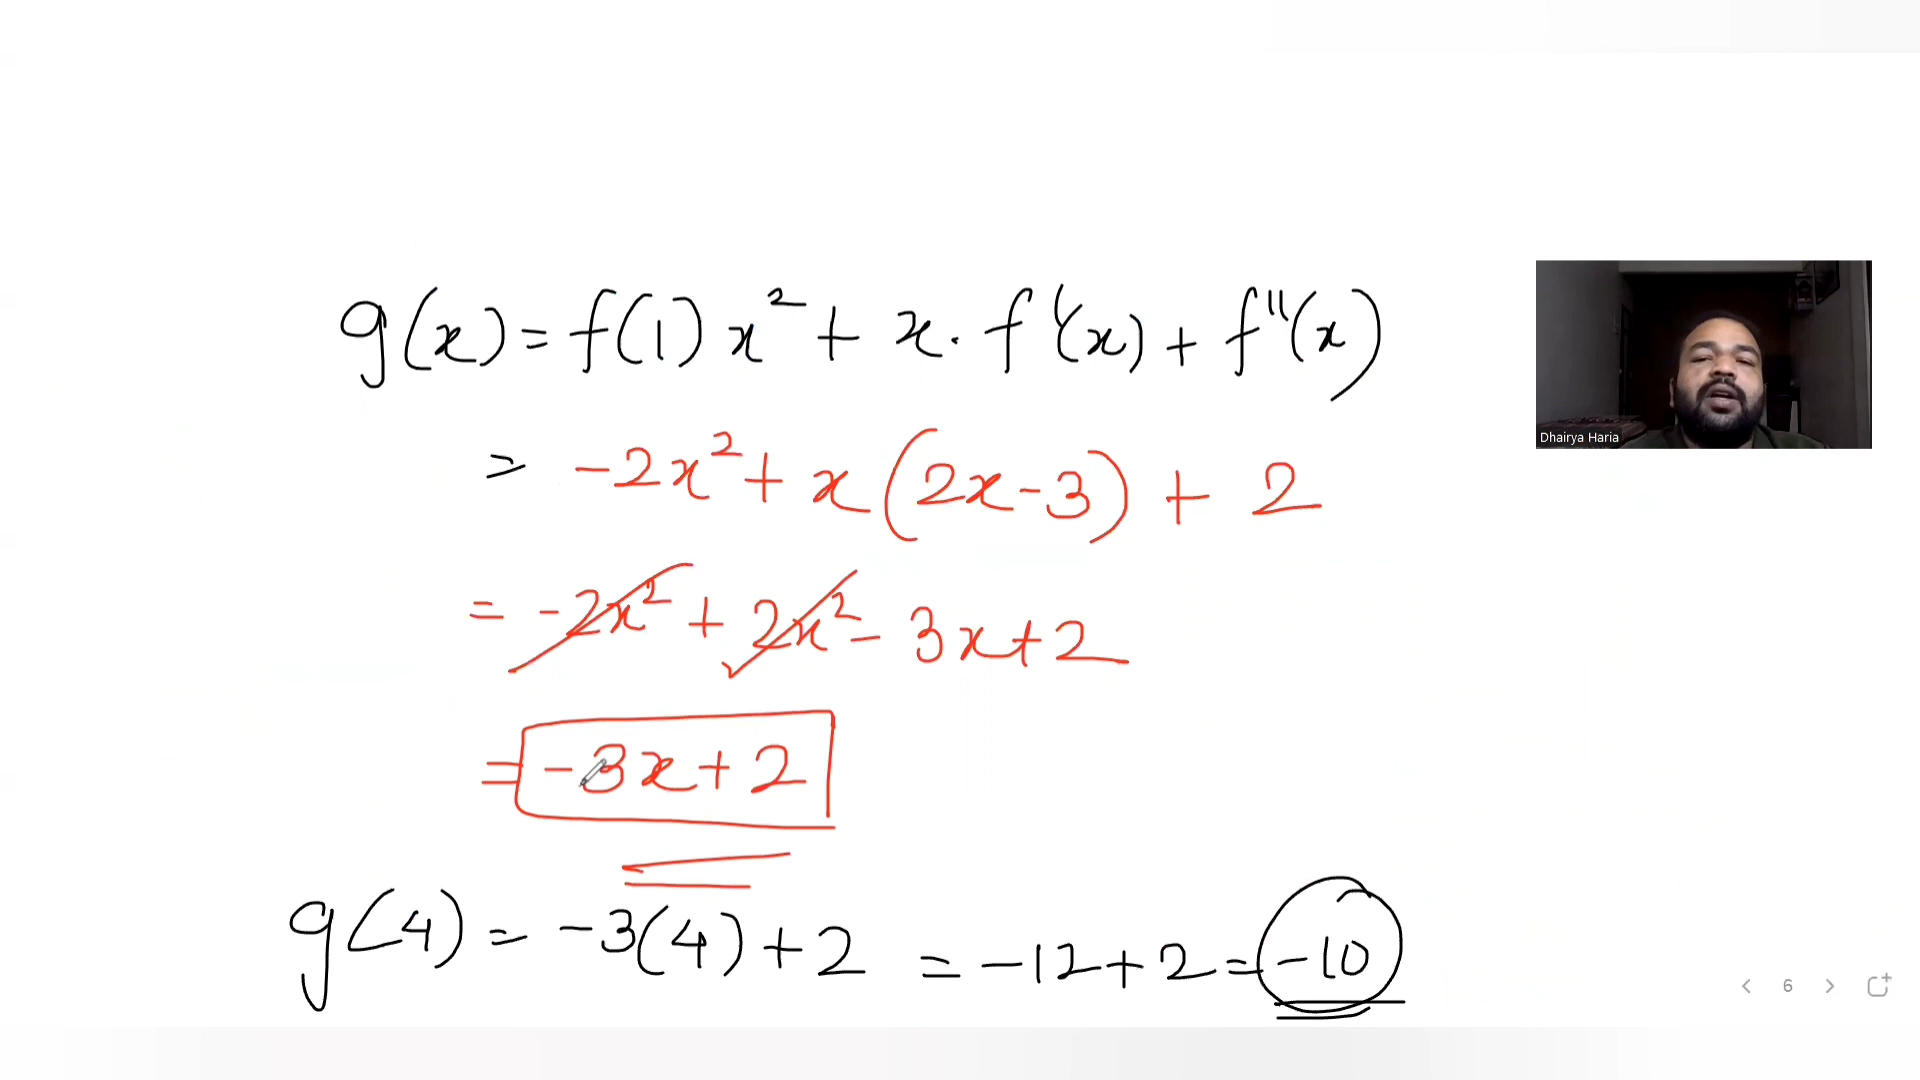 g(x) = f(1) x² + x. f'(x) + f''(x)
= -2x² + x(2x-3) + 2
Dhairya Haria
= -2x² + 2x² - 3x+2
= -3x+2
g(4) = -3(4)+2 = -12+2 = -10
6